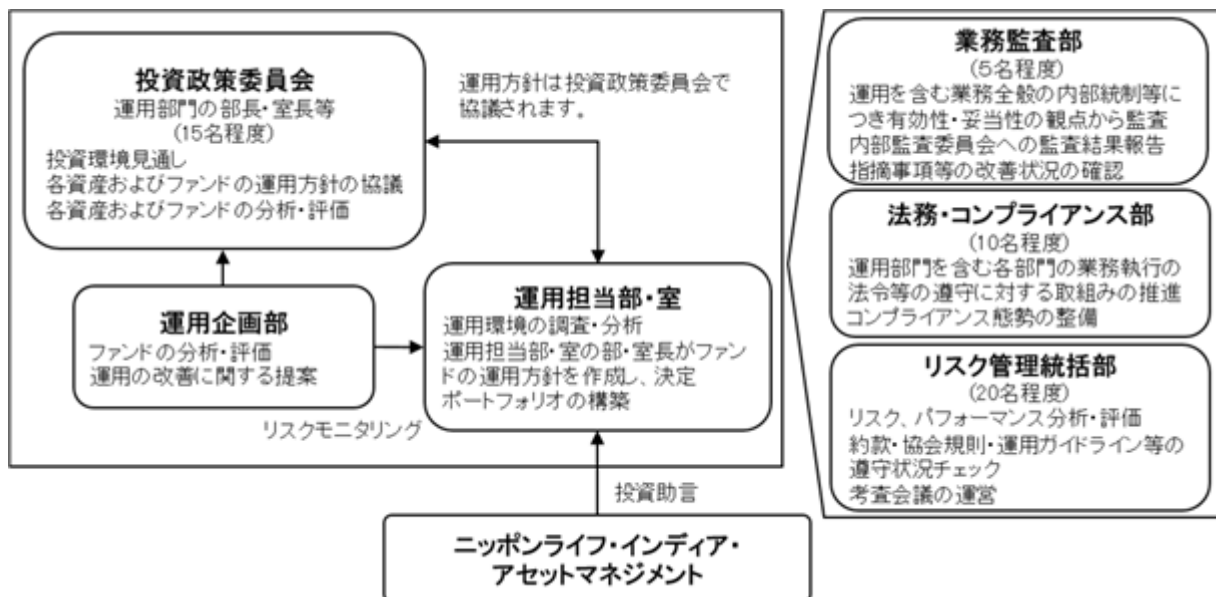 投資政策委員会
運用部門の部長・室長等
(15名程度)
投資環境見通し
各資産およびファンドの運用方針の協議
各資産およびファンドの分析・評価
運用方針は投資政策委員会で
協議されます。
運用企画部
ファンドの分析・評価
運用の改善に関する提案
運用担当部・室
運用環境の調査・分析
運用担当部・室の部・室長がファン
ドの運用方針を作成し、決定
ポートフォリオの構築
リスクモニタリング
投資助言
ニッポンライフ・インディア・
アセットマネジメント
業務監査部
(5名程度)
運用を含む業務全般の内部統制等に
つき有効性・妥当性の観点から監査
内部監査委員会への監査結果報告
指摘事項等の改善状況の確認
法務・コンプライアンス部
(10名程度)
運用部門を含む各部門の業務執行の
法令等の遵守に対する取組みの推進
コンプライアンス態勢の整備
リスク管理統括部
(20名程度)
リスク、パフォーマンス分析・評価
約款・協会規則・運用ガイドライン等の
遵守状況チェック
考査会議の運営